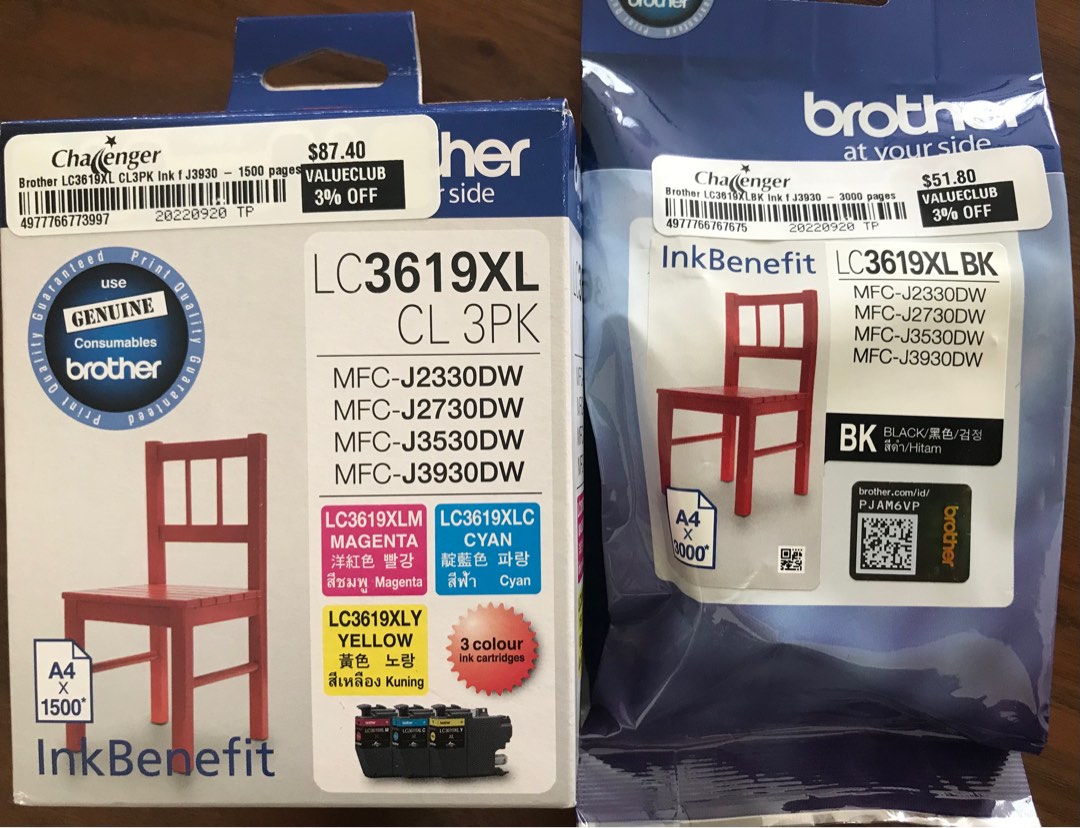 Challenger
Brother LC3619XL CL3PK Ink f J3930 – 1500 pages
4977766773997
20220920 TP
$87.40
VALUECLUB
3% OFF
her
r side
Print Quality Guaranteed
use
GENUINE
Consumables
brother
Print Quality Guaranteed
LC3619XL
CL 3PK
MFC-J2330DW
MFC-J2730DW
MFC-J3530DW
MFC-J3930DW
LC3619XLM
MAGENTA
洋紅色 빨강
สีชมพู Magenta
LC3619XLC
CYAN
靛藍色 파랑
สีฟ้า Cyan
LC3619XLY
YELLOW
黃色 노랑
สีเหลือง Kuning
3 colour
ink cartridges
A4
x
1500*
InkBenefit
brother
brother
at your side
Challenger
Brother LC3619XLBK Ink f J3930 – 3000 pages
4977766767675
20220920 TP
$51.80
VALUECLUB
3% OFF
InkBenefit
LC3619XL BK
MFC-J2330DW
MFC-J2730DW
MFC-J3530DW
MFC-J3930DW
BK BLACK/黑色/검정
สีดำ/Hitam
brother.com/id/
PJAM6VP
brother
A4
x
3000*